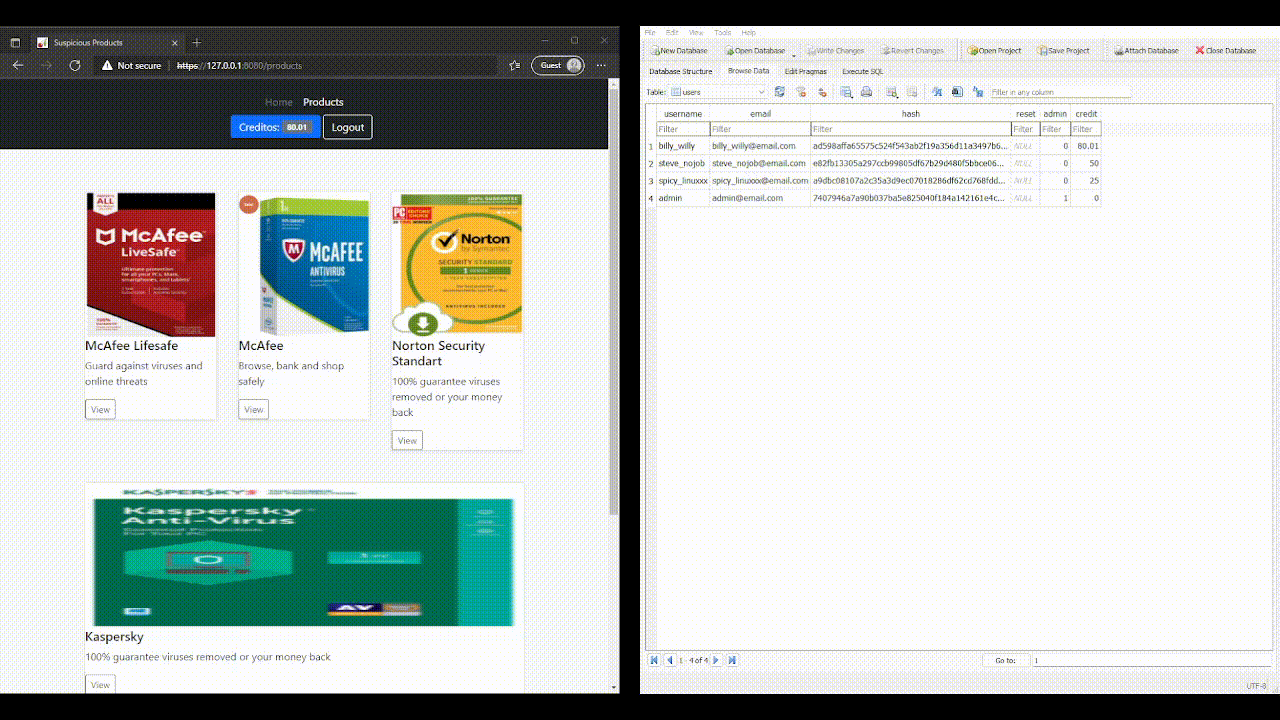 Suspicious Products
Not secure https://127.0.0.1:8080/products Guest
Home Products
Creditos: 80.01 Logout
McAfee
LiveSafe
McAfee
ANTIVIRUS
Norton
by Symantec
SECURITY STANDARD
McAfee Lifesafe
Guard against viruses and
online threats
View
McAfee
Browse, bank and shop
safely
View
Norton Security
Standart
100% guarantee viruses
removed or your money
back
View
Kaspersky
Anti-Virus
Kaspersky
100% guarantee viruses removed or your money back
View
File Edit View Tools Help
New Database Open Database Write Changes Revert Changes Open Project Save Project Attach Database Close Database
Database Structure Browse Data Edit Pragmas Execute SQL
Table: users Filter in any column
username email hash reset admin credit
Filter Filter Filter Filter Filter Filter
1 billy_willy billy_willy@email.com ad598affa65575c524f543ab2f19a356d11a3497b6... NULL 0 80.01
2 steve_nojob steve_nojob@email.com e82fb13305a297ccb99805df67b29d480f5bbce06... NULL 0 50
3 spicy_linuxxx spicy_linuxxx@email.com a9dbc08107a2c35a3d9ec07018286df62cd768fdd... NULL 0 25
4 admin admin@email.com 7407946a7a90b037ba5e825040f184a142161e4c... NULL 1 0
1 - 4 of 4 Go to: 1
UTF-8